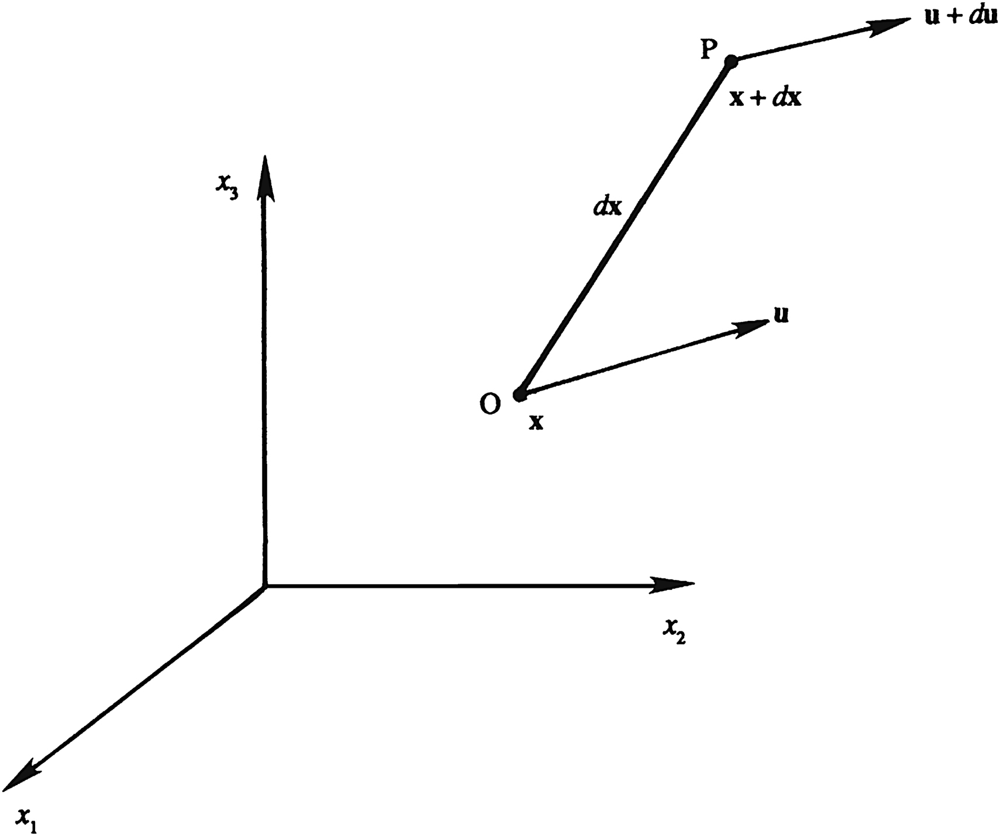 u + du
P
x + dx
x₃
dx
u
O
x
x₂
x₁